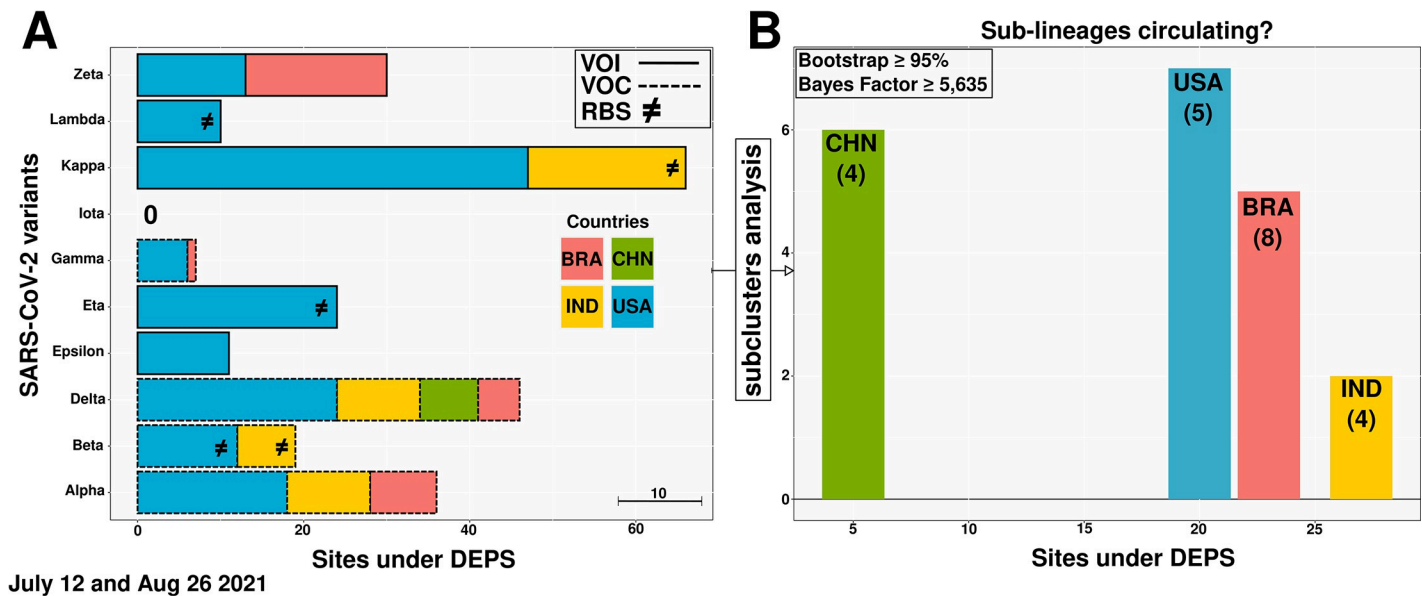 A
SARS-CoV-2 variants
Zeta
Lambda
≠
Kappa
≠
Iota
0
Gamma
Eta
≠
Epsilon
Delta
Beta
≠ ≠
Alpha
VOI
VOC
RBS ≠
Countries
BRA CHN
IND USA
10
0 20 40 60
Sites under DEPS
July 12 and Aug 26 2021
subclusters analysis
B
Sub-lineages circulating?
Bootstrap ≥ 95%
Bayes Factor ≥ 5,635
6
4
2
0
CHN
(4)
USA
(5)
BRA
(8)
IND
(4)
5 10 15 20 25
Sites under DEPS